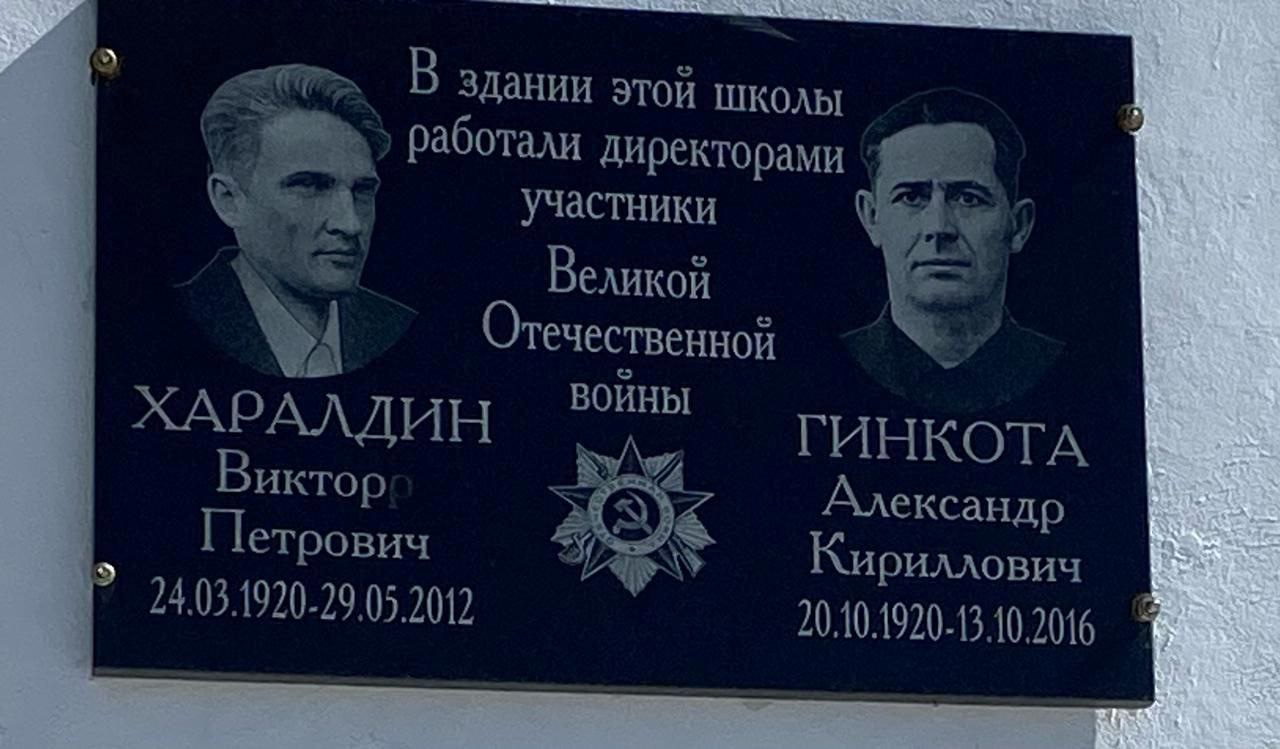 В здании этой школы
работали директорами
участники
Великой
Отечественной
войны
ХАРАЛДИН
Виктор
Петрович
24.03.1920-29.05.2012
ГИНКОТА
Александр
Кириллович
20.10.1920-13.10.2016